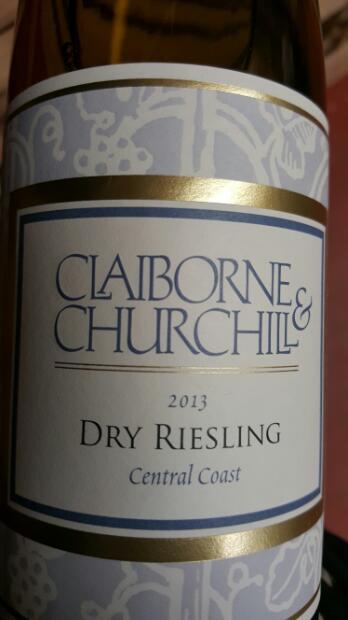 CLAIBORNE &
CHURCHILL
2013
DRY RIESLING
Central Coast